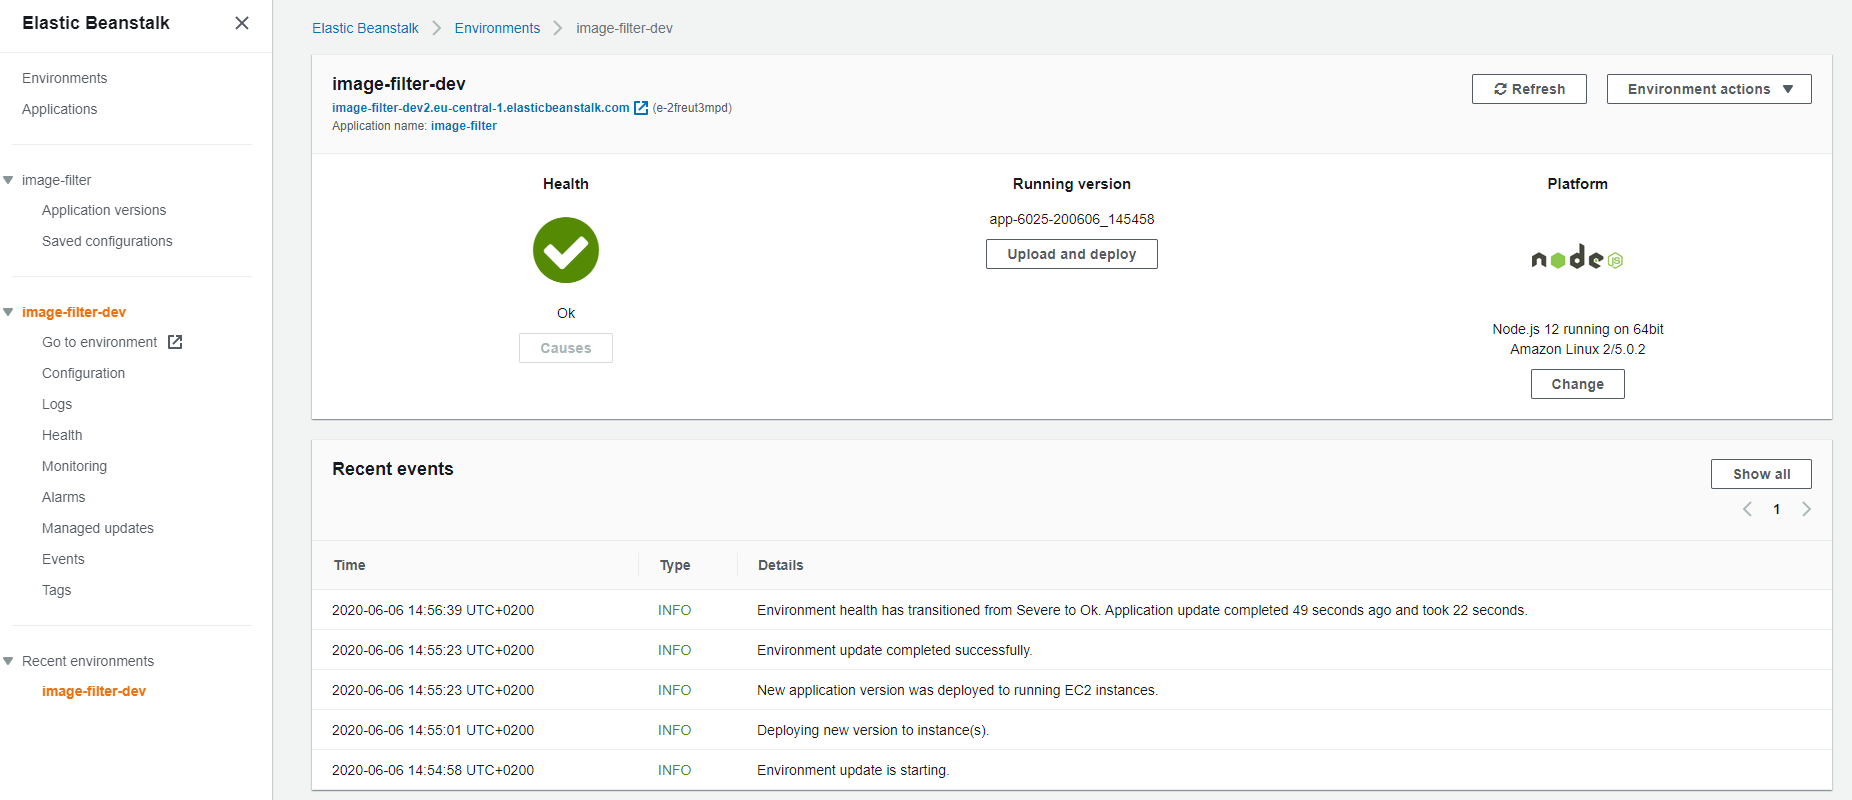 Elastic Beanstalk
Environments
Applications
image-filter
Application versions
Saved configurations
image-filter-dev
Go to environment
Configuration
Logs
Health
Monitoring
Alarms
Managed updates
Events
Tags
Recent environments
image-filter-dev
Elastic Beanstalk Environments image-filter-dev
image-filter-dev
image-filter-dev2.eu-central-1.elasticbeanstalk.com (e-2freut3mpd)
Application name: image-filter
Refresh
Environment actions
Health
Ok
Causes
Running version
app-6025-200606_145458
Upload and deploy
Platform
node JS
Node.js 12 running on 64bit
Amazon Linux 2/5.0.2
Change
Recent events
Show all
1
Time Type Details
2020-06-06 14:56:39 UTC+0200 INFO Environment health has transitioned from Severe to Ok. Application update completed 49 seconds ago and took 22 seconds.
2020-06-06 14:55:23 UTC+0200 INFO Environment update completed successfully.
2020-06-06 14:55:23 UTC+0200 INFO New application version was deployed to running EC2 instances.
2020-06-06 14:55:01 UTC+0200 INFO Deploying new version to instance(s).
2020-06-06 14:54:58 UTC+0200 INFO Environment update is starting.